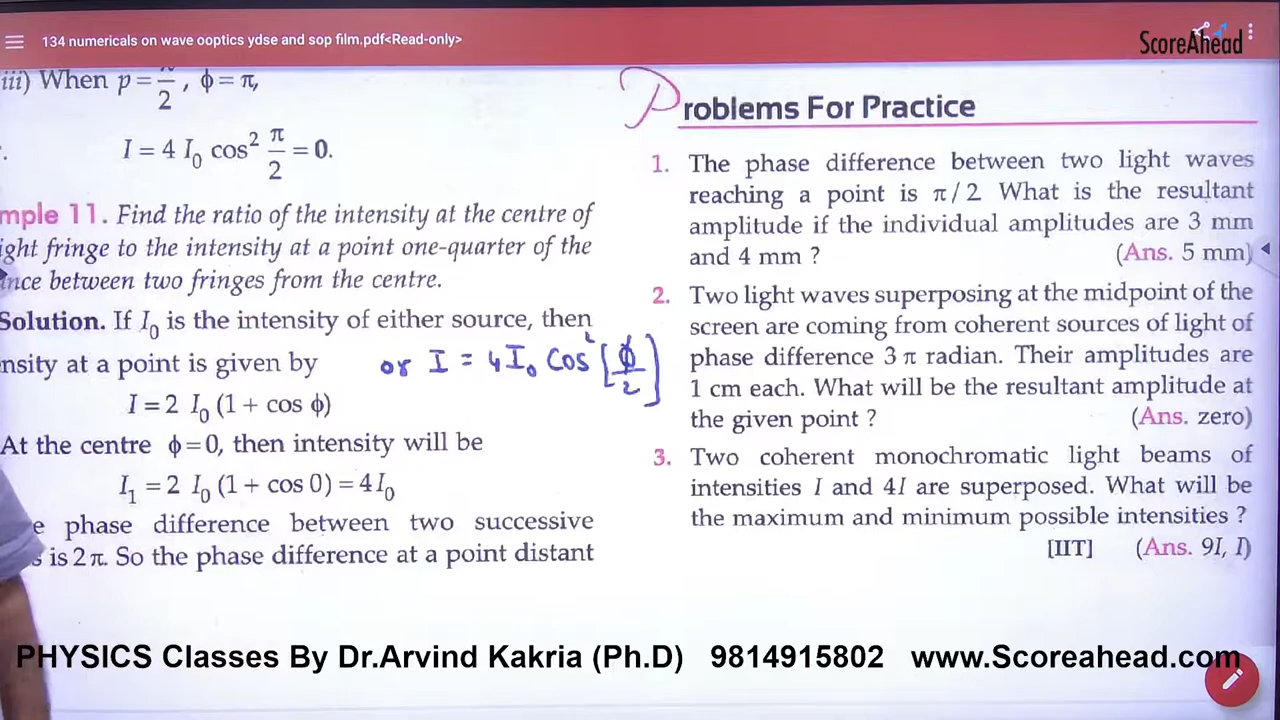 134 numericals on wave ooptics ydse and sop film.pdf<Read-only>
ScoreAhead
iii) When p = π/2, ϕ = π,
I = 4 I₀ cos² π/2 = 0.
mple 11. Find the ratio of the intensity at the centre of
ight fringe to the intensity at a point one-quarter of the
nce between two fringes from the centre.
Solution. If I₀ is the intensity of either source, then
nsity at a point is given by
or I = 4I₀ Cos² [ϕ/2]
I = 2 I₀ (1 + cos ϕ)
At the centre ϕ = 0, then intensity will be
I₁ = 2 I₀ (1 + cos 0) = 4 I₀
e phase difference between two successive
s is 2π. So the phase difference at a point distant
Problems For Practice
1. The phase difference between two light waves
reaching a point is π/2. What is the resultant
amplitude if the individual amplitudes are 3 mm
and 4 mm ? (Ans. 5 mm)
2. Two light waves superposing at the midpoint of the
screen are coming from coherent sources of light of
phase difference 3 π radian. Their amplitudes are
1 cm each. What will be the resultant amplitude at
the given point ? (Ans. zero)
3. Two coherent monochromatic light beams of
intensities I and 4I are superposed. What will be
the maximum and minimum possible intensities ?
[IIT] (Ans. 9I, I)
PHYSICS Classes By Dr.Arvind Kakria (Ph.D) 9814915802 www.Scoreahead.com